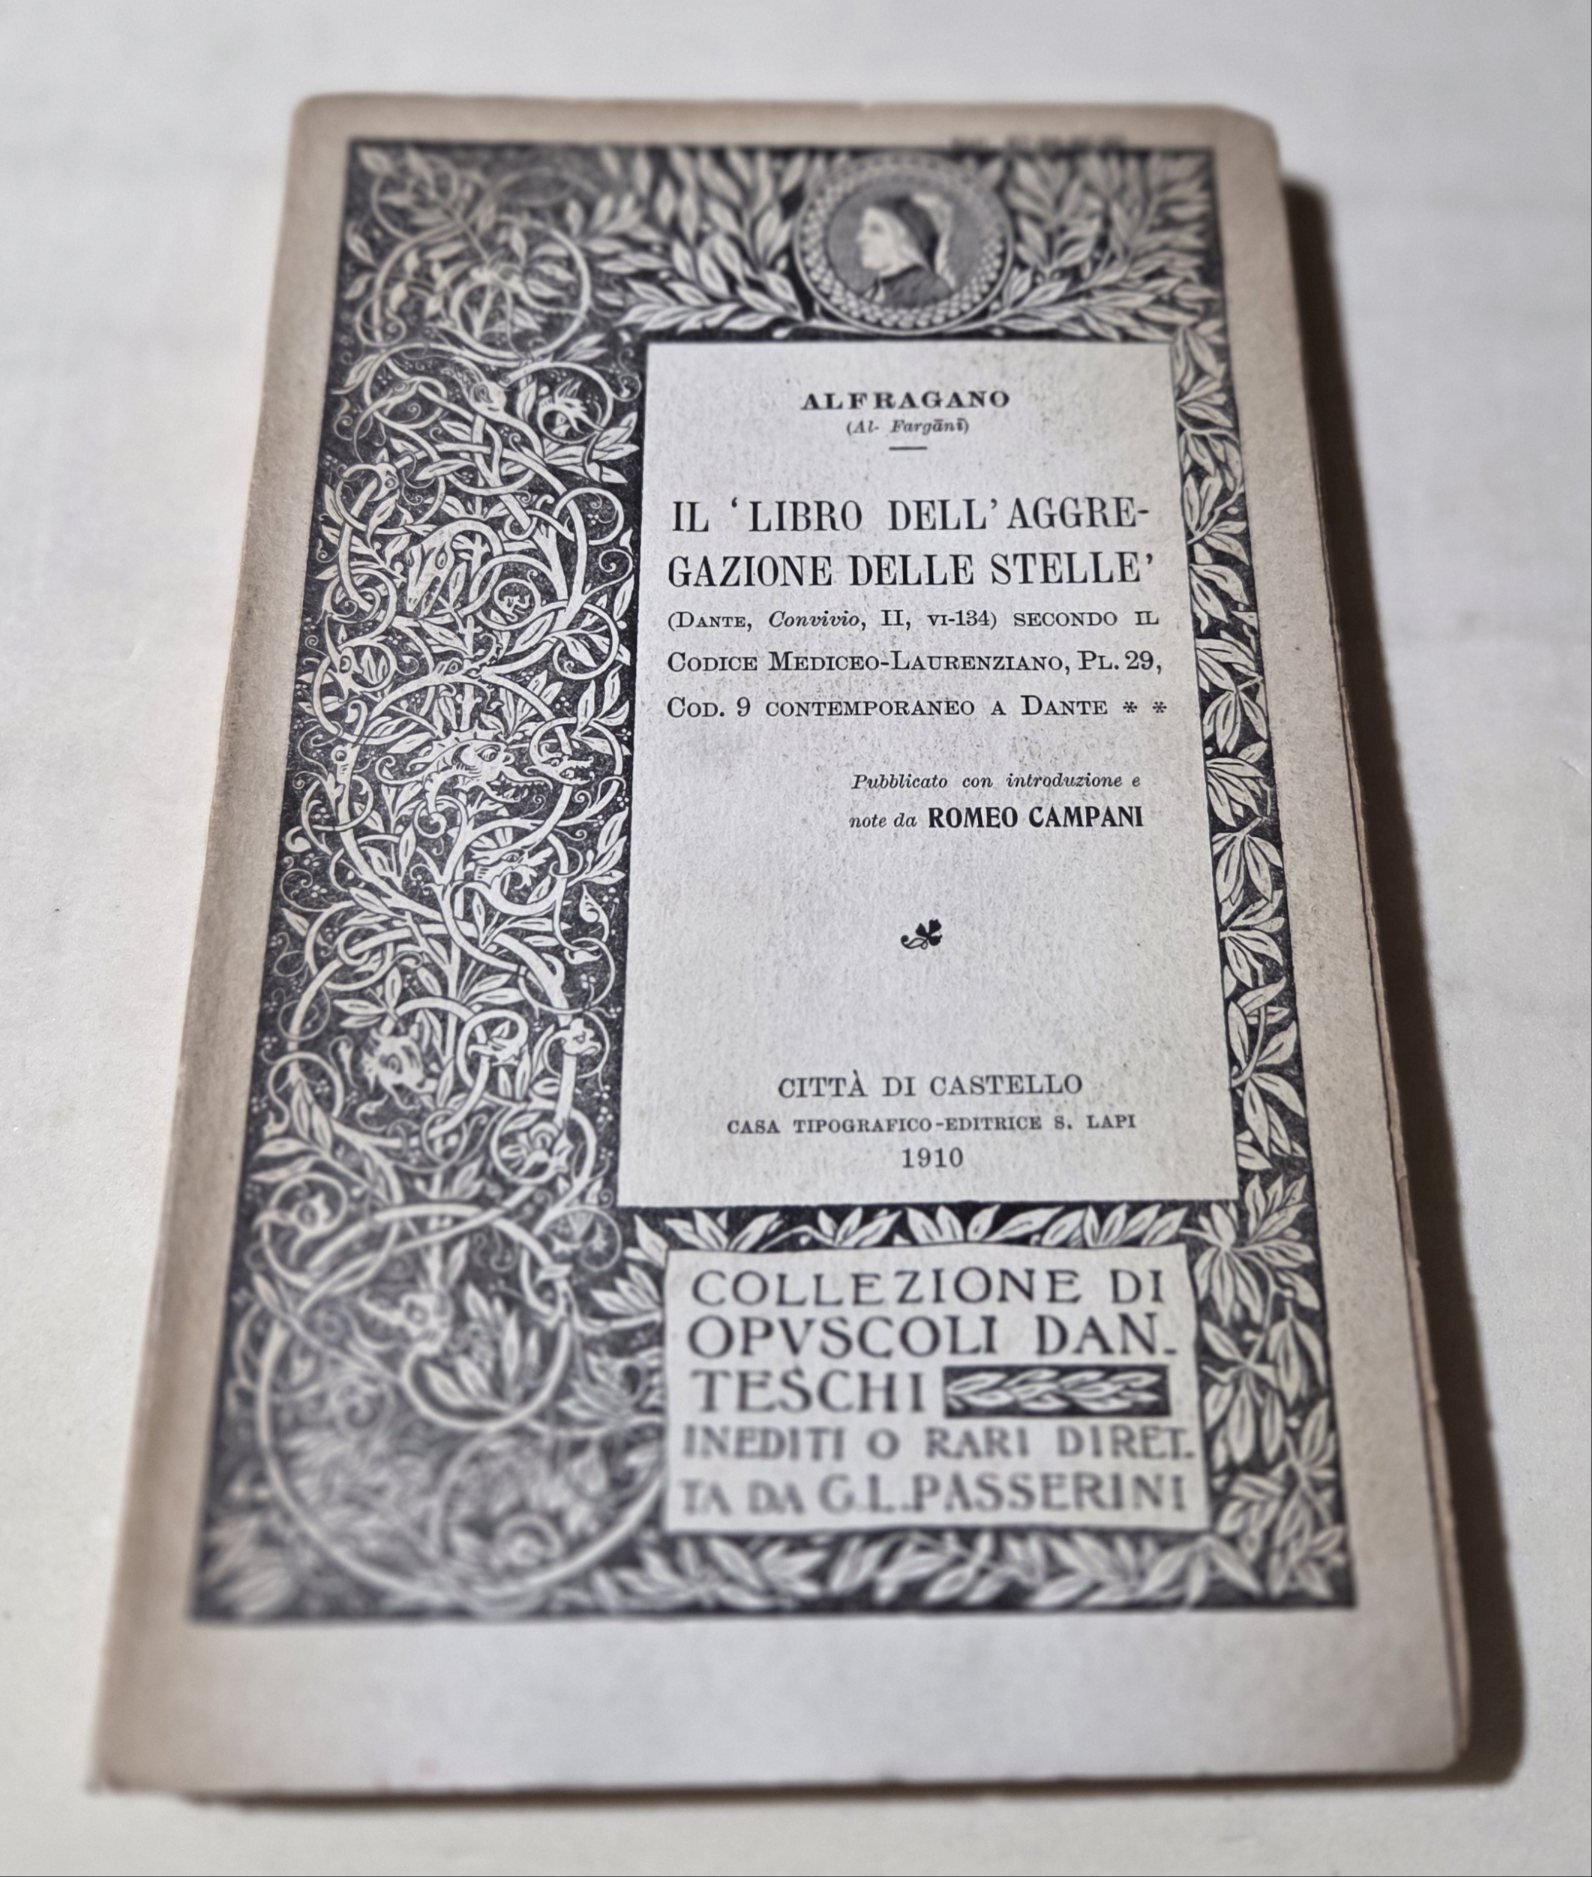 ALFRAGANO
(Al- Fargānī)
IL ‘LIBRO DELL’AGGRE-
GAZIONE DELLE STELLE’
(DANTE, Convivio, II, VI-134) SECONDO IL
CODICE MEDICEO-LAURENZIANO, PL. 29,
COD. 9 CONTEMPORANEO A DANTE * *
Pubblicato con introduzione e
note da ROMEO CAMPANI
CITTÀ DI CASTELLO
CASA TIPOGRAFICO-EDITRICE S. LAPI
1910
COLLEZIONE DI
OPVSCOLI DAN-
TESCHI
INEDITI O RARI DIRET-
TA DA G.L.PASSERINI